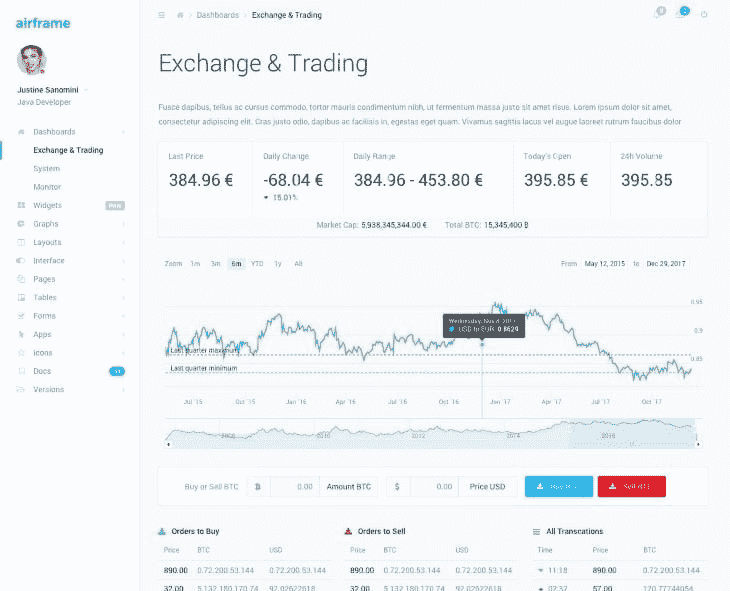 airframe
Justine Sanomini
Java Developer
Dashboards
Exchange & Trading
System
Monitor
Widgets
Graphs
Layouts
Interface
Pages
Tables
Forms
Apps
Icons
Docs
Versions
Dashboards
Exchange & Trading
Exchange & Trading
Fusce dapibus, tellus ac cursus commodo, tortor mauris condimentum nibh, ut fermentum massa justo sit amet risus. Lorem ipsum dolor sit amet,
consectetur adipiscing elit. Cras justo odio, dapibus ac facilisis in, egestas eget quam. Vivamus sagittis lacus vel augue laoreet rutrum faucibus dolor
Last Price
384.96 €
Daily Change
-68.04 €
15.01%
Daily Range
384.96 - 453.80 €
Today's Open
395.85 €
24h Volume
395.85
Market Cap: 5,938,345,344.00 € Total BTC: 15,345,400 ฿
Zoom 1m 3m 6m YTD 1y All
From May 12, 2015 to Dec 29, 2017
0.95
0.9
0.85
Wednesday, Nov 2017
USD to EUR: 0.8629
Last quarter maximum
Last quarter minimum
Jul '15 Oct '15 Jan '16 Apr '16 Jul '16 Oct '16 Jan '17 Apr '17 Jul '17 Oct '17
2008 2010 2012 2014 2016
Buy or Sell BTC ฿ 0.00 Amount BTC $ 0.00 Price USD
Orders to Buy
Price BTC USD
890.00 0.72.200.53.144 0.72.200.53.144
32.00 5.132.180.170.74 92.02622618
Orders to Sell
Price BTC USD
890.00 0.72.200.53.144 0.72.200.53.144
32.00 5.132.180.170.74 92.02622618
All Transcations
Time Price BTC
11:18 890.00 0.72.200.53.144
02:32 57.00 120.77744054